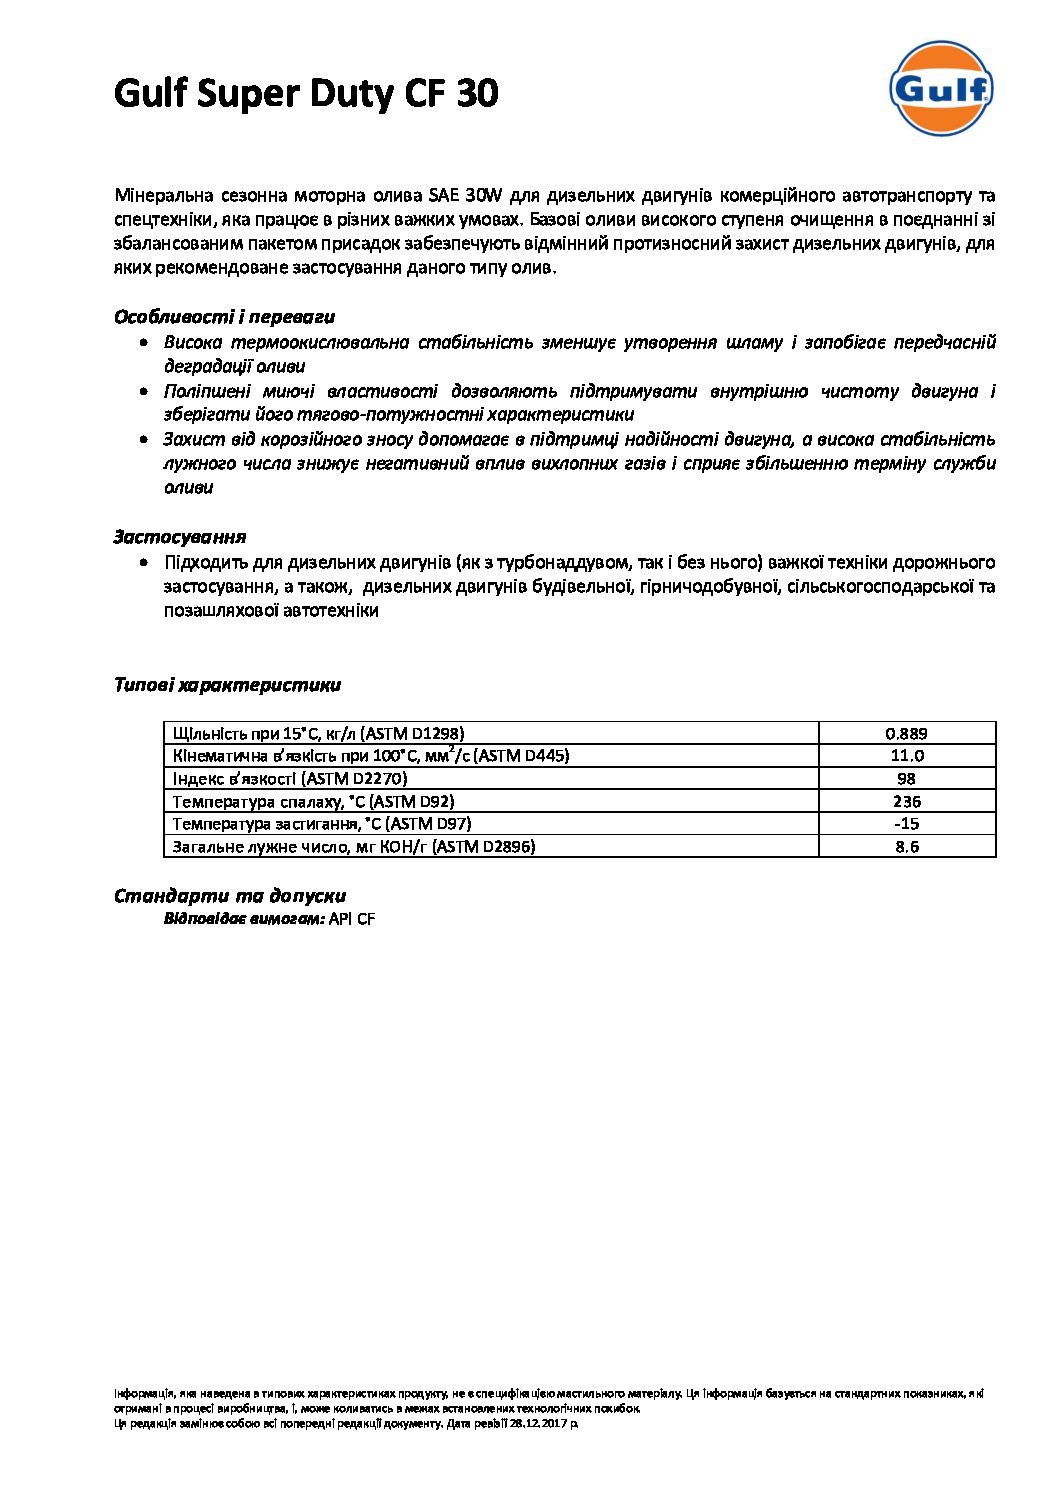 Gulf Super Duty CF 30
Gulf
Мінеральна сезонна моторна олива SAE 30W для дизельних двигунів комерційного автотранспорту та
спецтехніки, яка працює в різних важких умовах. Базові оливи високого ступеня очищення в поєднанні зі
збалансованим пакетом присадок забезпечують відмінний протизносний захист дизельних двигунів, для
яких рекомендоване застосування даного типу олив.
Особливості і переваги
• Висока термоокислювальна стабільність зменшує утворення шламу і запобігає передчасній
деградації оливи
• Поліпшені миючі властивості дозволяють підтримувати внутрішню чистоту двигуна і
зберігати його тягово-потужностні характеристики
• Захист від корозійного зносу допомагає в підтримці надійності двигуна, а висока стабільність
лужного числа знижує негативний вплив вихлопних газів і сприяє збільшенню терміну служби
оливи
Застосування
• Підходить для дизельних двигунів (як з турбонаддувом, так і без нього) важкої техніки дорожнього
застосування, а також, дизельних двигунів будівельної, гірничодобувної, сільськогосподарської та
позашляхової автотехніки
Типові характеристики
Щільність при 15˚С, кг/л (ASTM D1298) 0.889
Кінематична в'язкість при 100˚С, мм²/с (ASTM D445) 11.0
Індекс в'язкості (ASTM D2270) 98
Температура спалаху, ˚С (ASTM D92) 236
Температура застигання, ˚С (ASTM D97) -15
Загальне лужне число, мг КОН/г (ASTM D2896) 8.6
Стандарти та допуски
Відповідає вимогам: API CF
Інформація, яка наведена в типових характеристиках продукту, не є специфікацією мастильного матеріалу. Ця інформація базується на стандартних показниках, які
отримані в процесі виробництва, і, може коливатись в межах встановлених технологічних похибок.
Ця редакція замінює собою всі попередні редакції документу. Дата ревізії 28.12.2017 р.